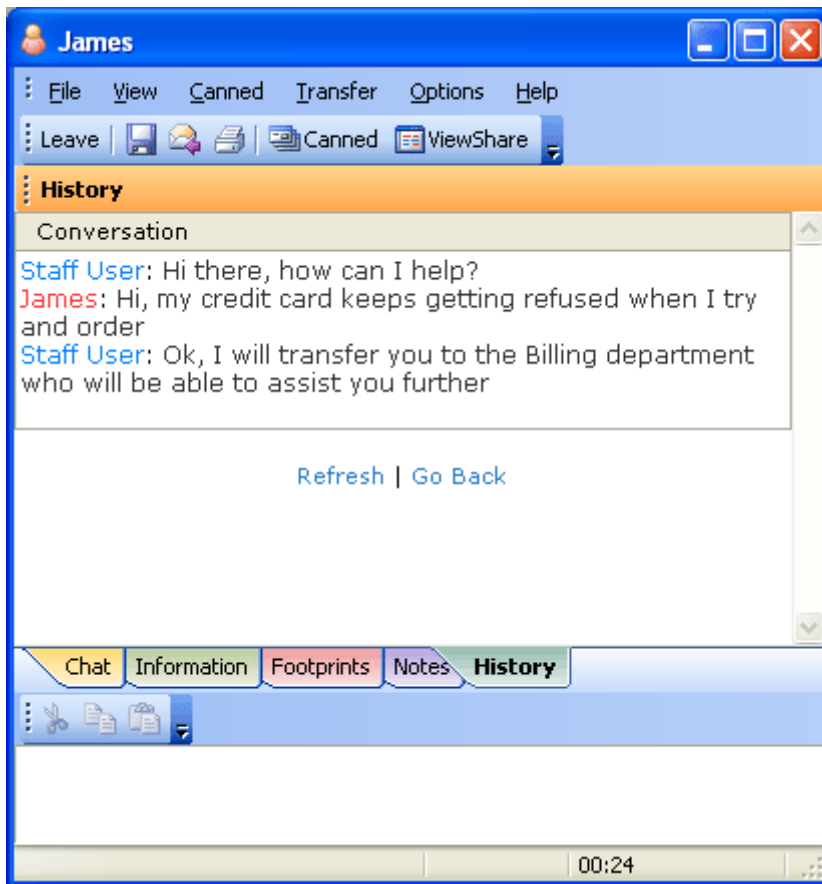 James
File View Canned Transfer Options Help
Leave Canned ViewShare
History
Conversation
Staff User: Hi there, how can I help?
James: Hi, my credit card keeps getting refused when I try
and order
Staff User: Ok, I will transfer you to the Billing department
who will be able to assist you further
Refresh | Go Back
Chat Information Footprints Notes History
00:24